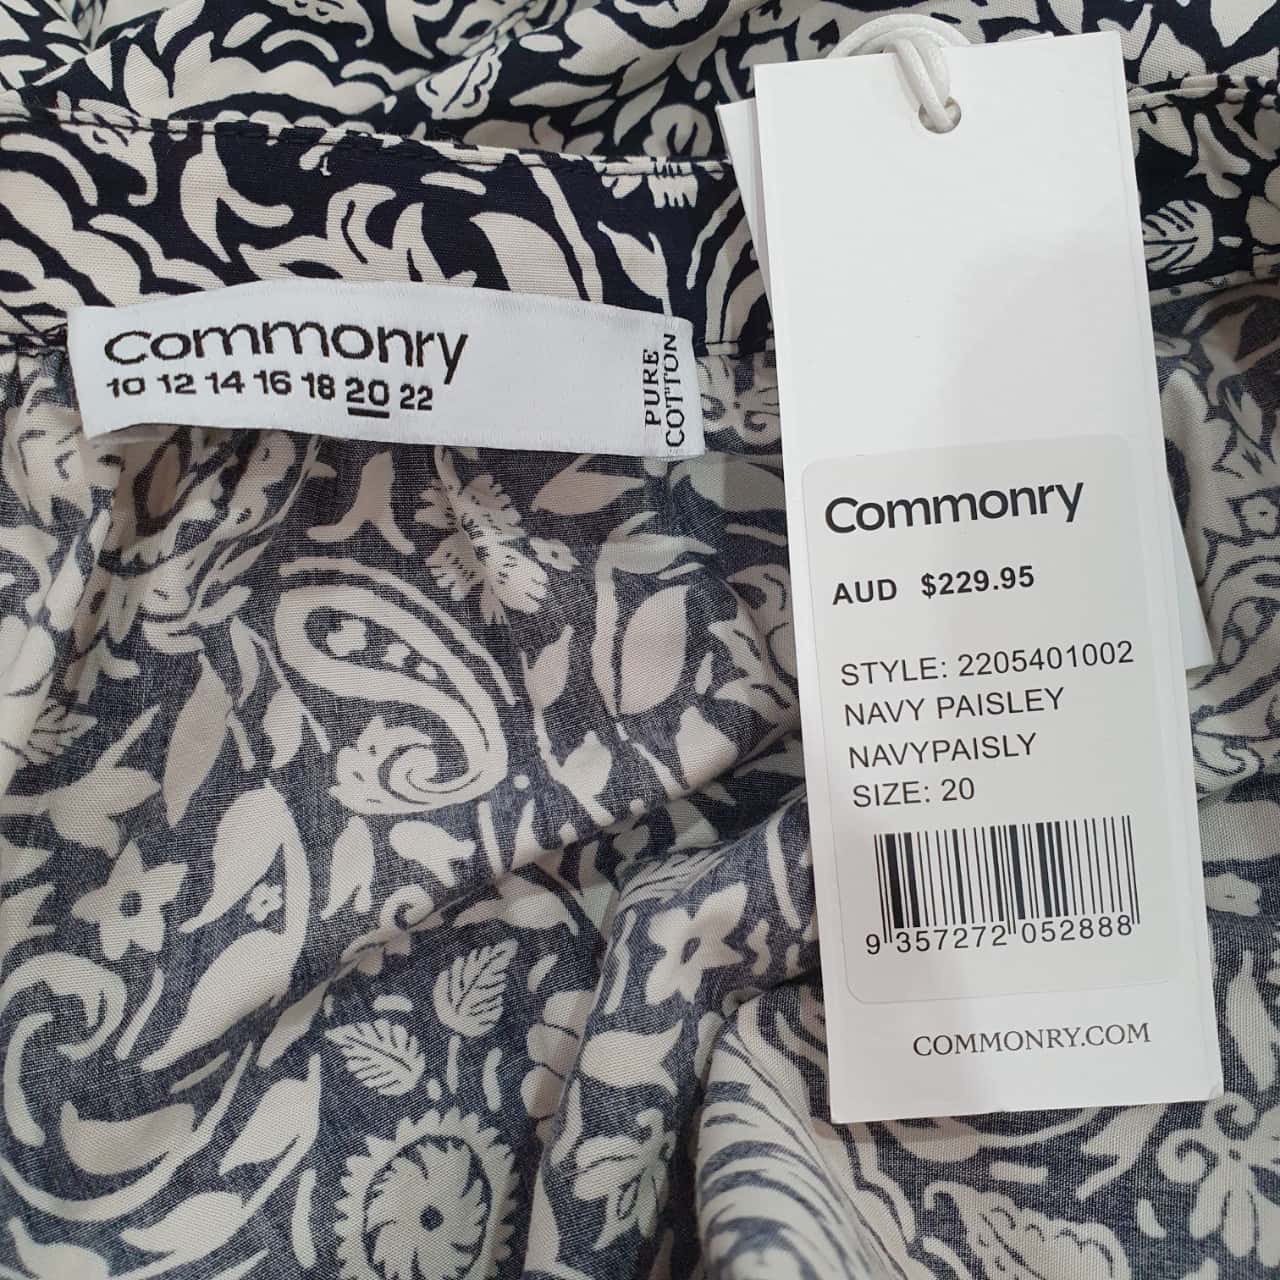 Commonry
10 12 14 16 18 20 22
PURE
COTTON
Commonry
AUD $229.95
STYLE: 2205401002
NAVY PAISLEY
NAVYPAISLY
SIZE: 20
9 357272 052888
COMMONRY.COM